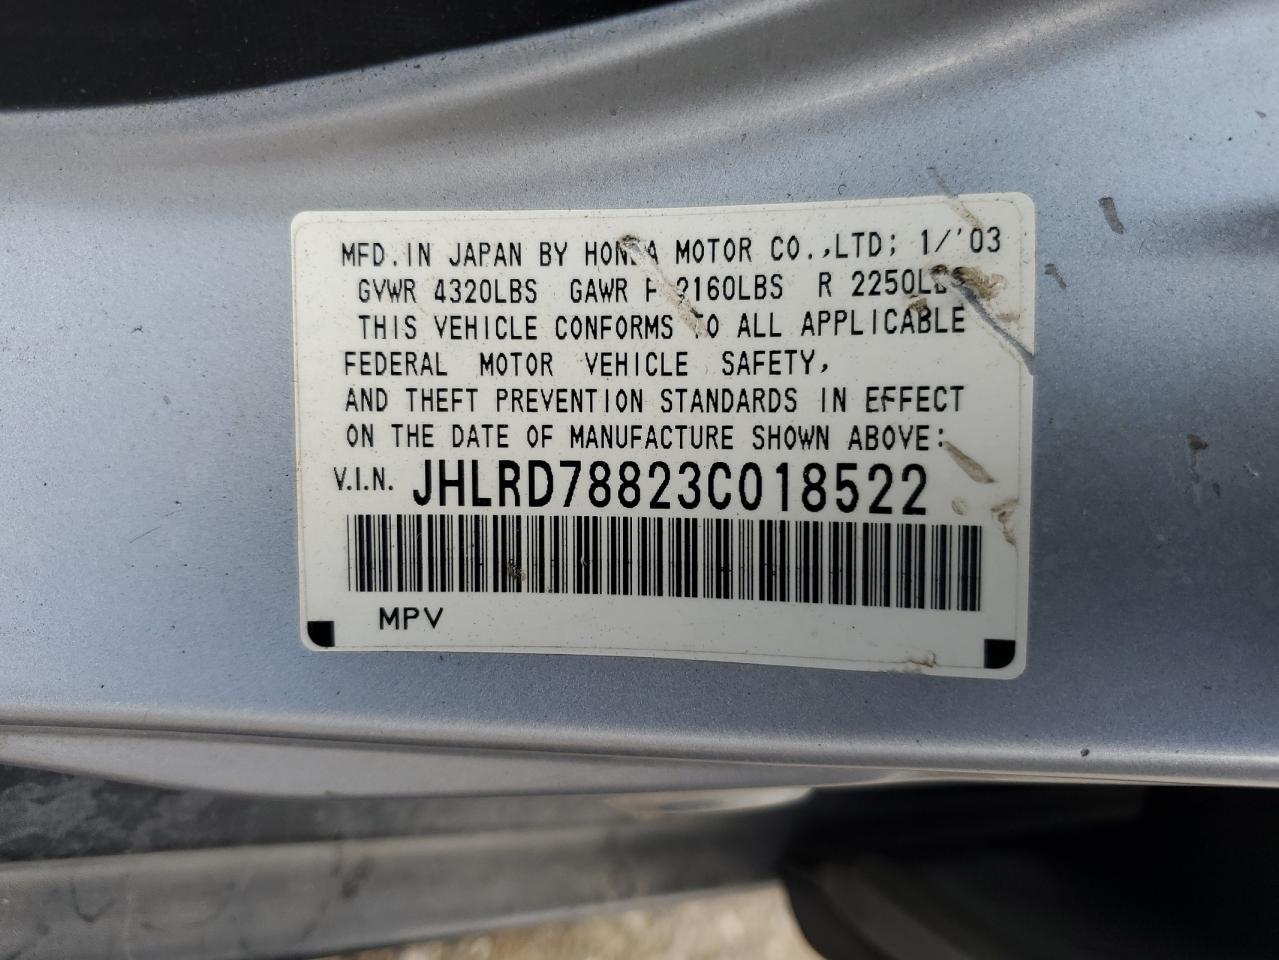 MFD. IN JAPAN BY HONDA MOTOR CO.,LTD; 1/'03
GVWR 4320LBS GAWR F 2160LBS R 2250LBS
THIS VEHICLE CONFORMS TO ALL APPLICABLE
FEDERAL MOTOR VEHICLE SAFETY,
AND THEFT PREVENTION STANDARDS IN EFFECT
ON THE DATE OF MANUFACTURE SHOWN ABOVE:
V.I.N. JHLRD78823C018522
MPV